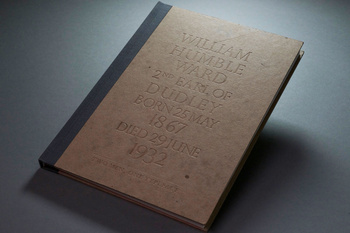 WILLIAM
HUMBLE
WARD
2ND EARL OF
DUDLEY
BORN 25 MAY
1867
DIED 29 JUNE
1932